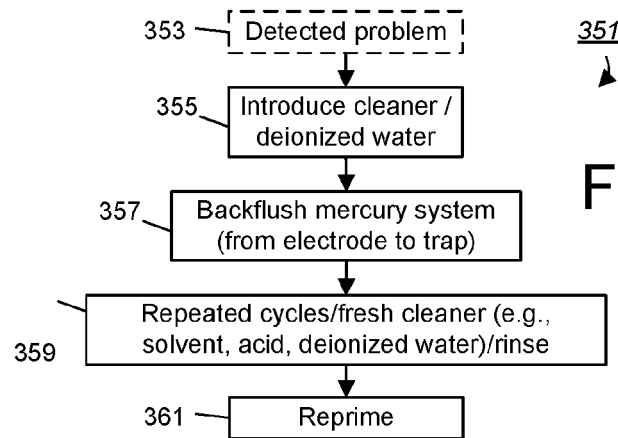 353
Detected problem
351
355
Introduce cleaner /
deionized water
F
357
Backflush mercury system
(from electrode to trap)
359
Repeated cycles/fresh cleaner (e.g.,
solvent, acid, deionized water)/rinse
361
Reprime